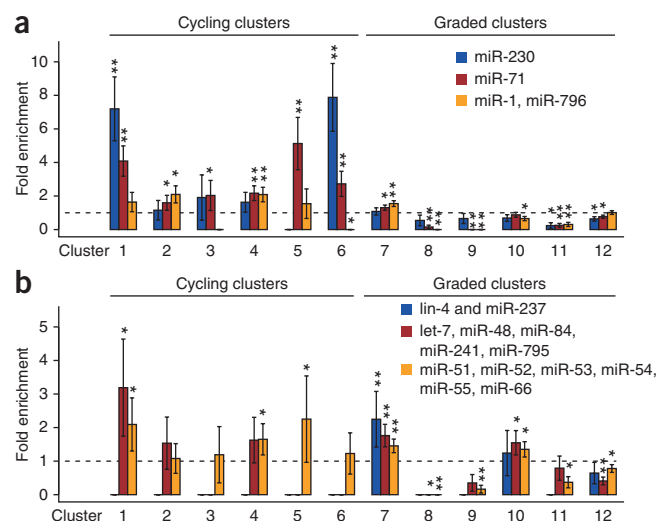 a
Cycling clusters Graded clusters
miR-230
miR-71
miR-1, miR-796
Fold enrichment
10
8
6
4
2
0
** ** * * * ** ** ** ** ** * * ** ** ** ** ** * * ** ** * *
Cluster 1 2 3 4 5 6 7 8 9 10 11 12
b
Cycling clusters Graded clusters
lin-4 and miR-237
let-7, miR-48, miR-84,
miR-241, miR-795
miR-51, miR-52, miR-53, miR-54,
miR-55, miR-66
Fold enrichment
5
4
3
2
1
0
* * * * ** ** ** * ** ** * * * ** *
Cluster 1 2 3 4 5 6 7 8 9 10 11 12